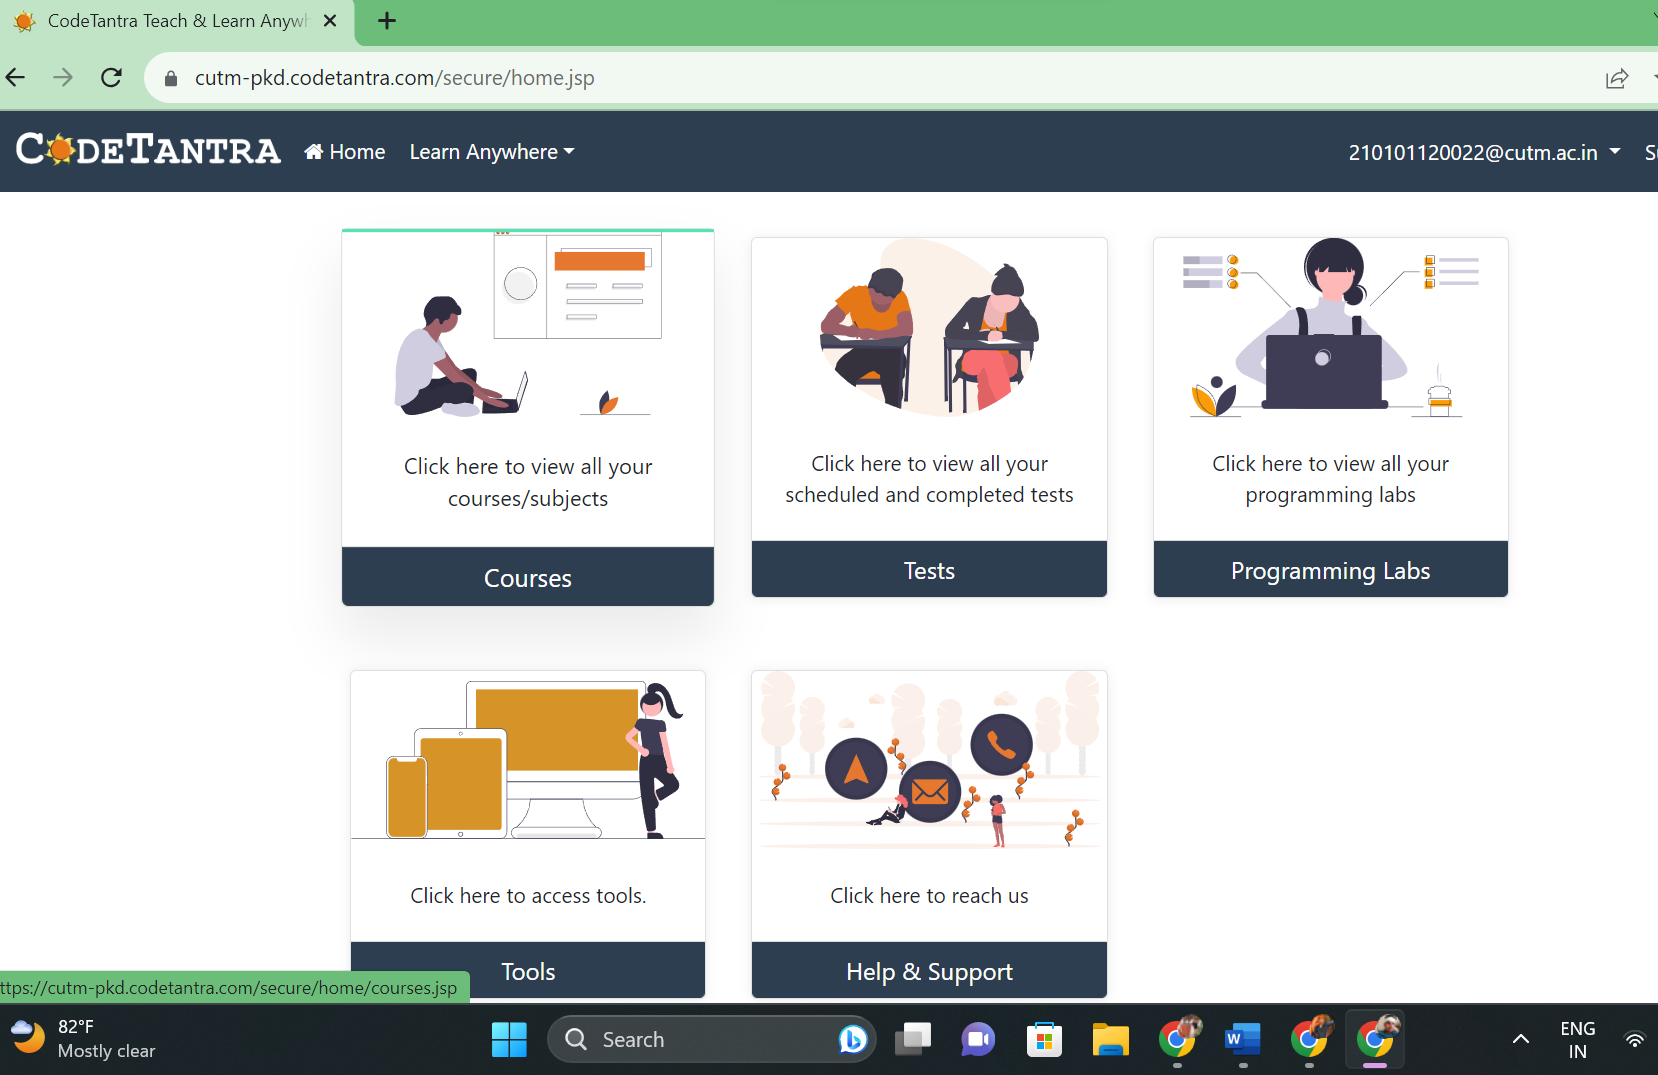 CodeTantra Teach & Learn Anywh
cutm-pkd.codetantra.com/secure/home.jsp
CODETANTRA Home Learn Anywhere 210101120022@cutm.ac.in
Click here to view all your
courses/subjects
Courses
Click here to view all your
scheduled and completed tests
Tests
Click here to view all your
programming labs
Programming Labs
Click here to access tools.
Tools
Click here to reach us
Help & Support
ttps://cutm-pkd.codetantra.com/secure/home/courses.jsp
82°F
Mostly clear
Search
W
ENG
IN